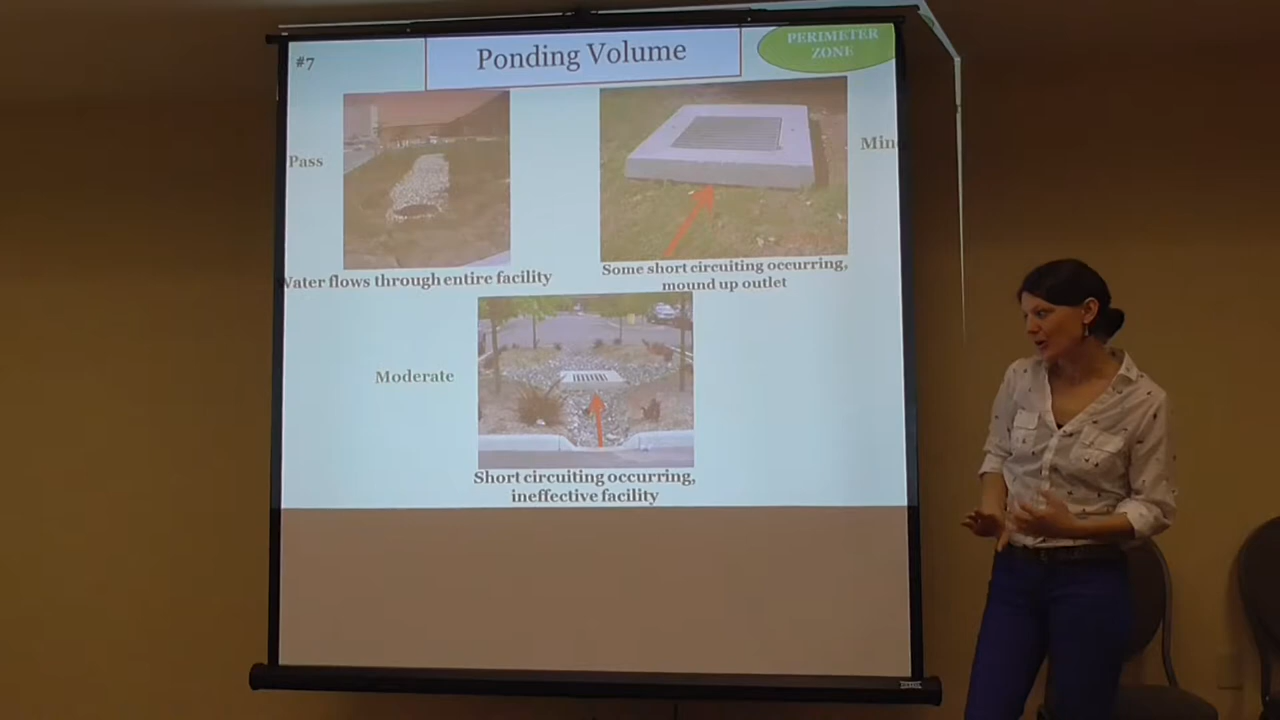 #7
Ponding Volume
PERIMETER
ZONE
Pass
Min
Water flows through entire facility
Some short circuiting occurring,
mound up outlet
Moderate
Short circuiting occurring,
ineffective facility